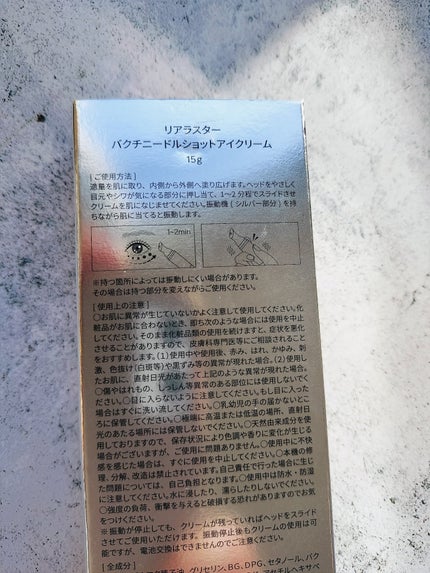 リアラスター
バクチニードルショットアイクリーム
15g
[ご使用方法]
適量を肌に取り、内側から外側へ塗り広げます。ヘッドをやさしく
目元やシワが気になる部分に押し当て、1~2分程でスライドさせ
クリームを肌になじませてください。振動機(シルバー部分)を持
ちながら肌に当てると振動します。
1~2min
※持つ箇所によっては振動しにくい場合があります。
その場合は持つ部分を変えながらご使用ください。
[使用上の注意]
○お肌に異常が生じていないかよく注意して使用してください。化
粧品がお肌に合わないとき、即ち次のような場合には使用を中止
してください。そのまま化粧品類の使用を続けますと、症状を悪化
させることがありますので、皮膚科専門医等にご相談されること
をおすすめします。(1)使用中や使用後、赤み、はれ、かゆみ、刺
激、色抜け(白斑等)や黒ずみ等の異常が現れた場合。(2)使用し
たお肌に、直射日光があたって上記のような異常が現れた場合。
○傷やはれもの、しっしん等異常のある部位には使用しないでく
ださい。○目に入らないように注意してください。もし目に入った
場合はすぐに洗い流してください。○乳幼児の手の届かないとこ
ろに保管してください。○極端に高温または低温の場所、直射日
光のあたる場所には保管しないでください。○天然由来成分を使
用しておりますので、保存状況により色調や香りに変化が生じる
場合がございますが、ご使用に問題ありません。○使用中に不快
感を感じた場合は、すぐに使用を中止してください。○本機の修
理、分解、改造は禁止されています。自己責任で行った場合に生じ
た問題については、自己負担となります。○ご使用中は防水・防湿
に注意してください。水に浸したり、濡らしたりしないでください。
○強度の負荷、衝撃を与えると破損する恐れがありますのでお気
をつけください。
※振動が停止しても、クリームが残っていればヘッドをスライド
させてご使用いただけます。振動停止後もクリームの使用は可
能ですが、電池交換はできませんのでご注意ください。
[全成分]
グリセリン、BG、DPG、セタノール、バク